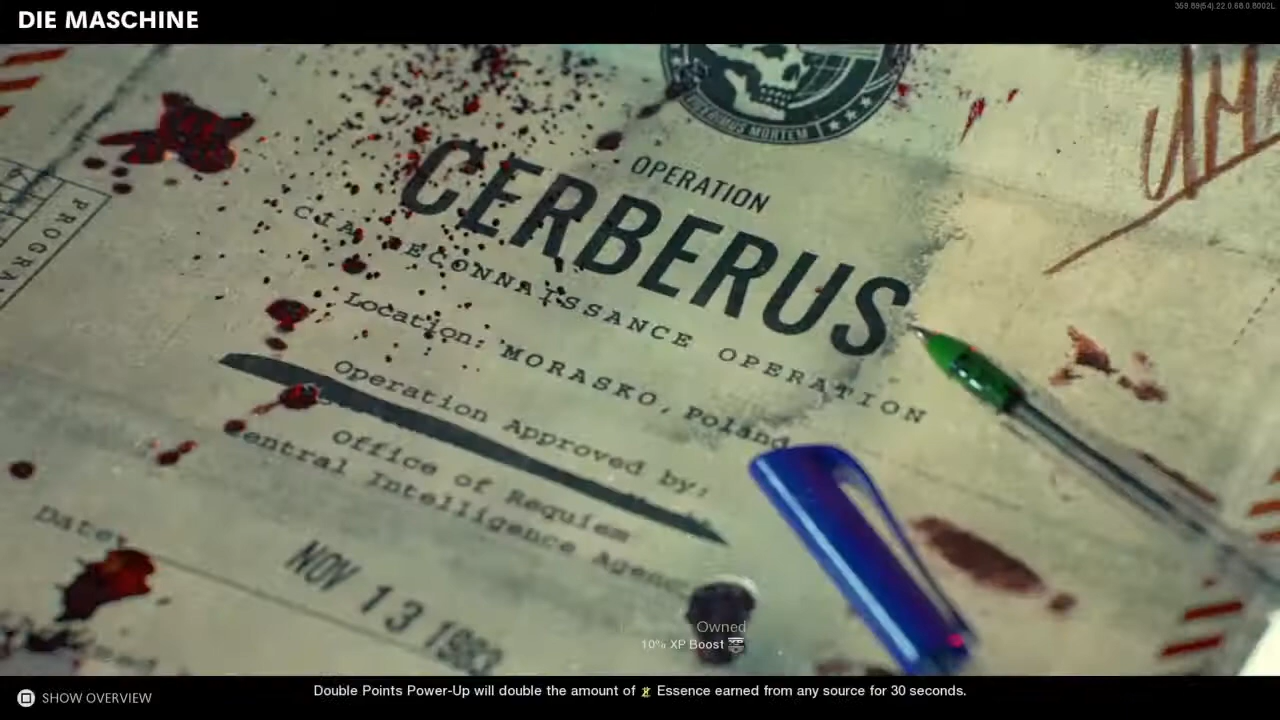 DIE MASCHINE
OPERATION
CERBERUS
CIA RECONNAISSANCE OPERATION
Location: MORASKO, Poland
Operation Approved by:
Office of Requiem
Central Intelligence Agency
Date:
NOV 13 1983
PROGRA
MORTEM
Owned
10% XP Boost
SHOW OVERVIEW
Double Points Power-Up will double the amount of Essence earned from any source for 30 seconds.